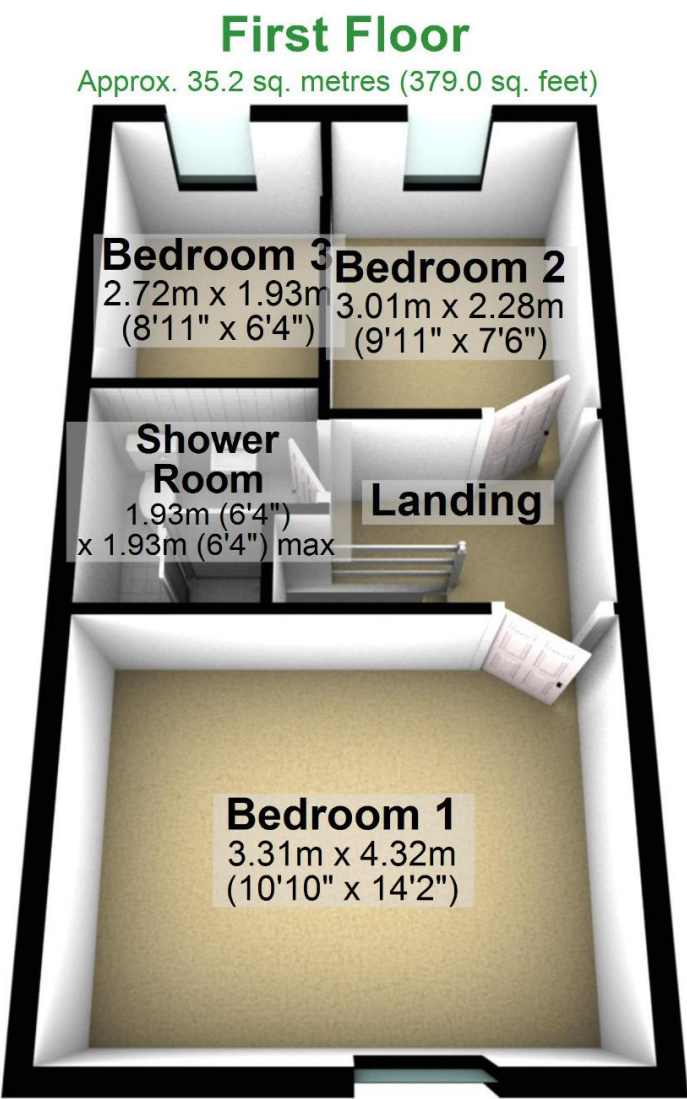 First Floor
Approx. 35.2 sq. metres (379.0 sq. feet)
Bedroom 3
2.72m x 1.93m
(8'11" x 6'4")
Bedroom 2
3.01m x 2.28m
(9'11" x 7'6")
Shower
Room
1.93m (6'4")
x 1.93m (6'4") max
Landing
Bedroom 1
3.31m x 4.32m
(10'10" x 14'2")